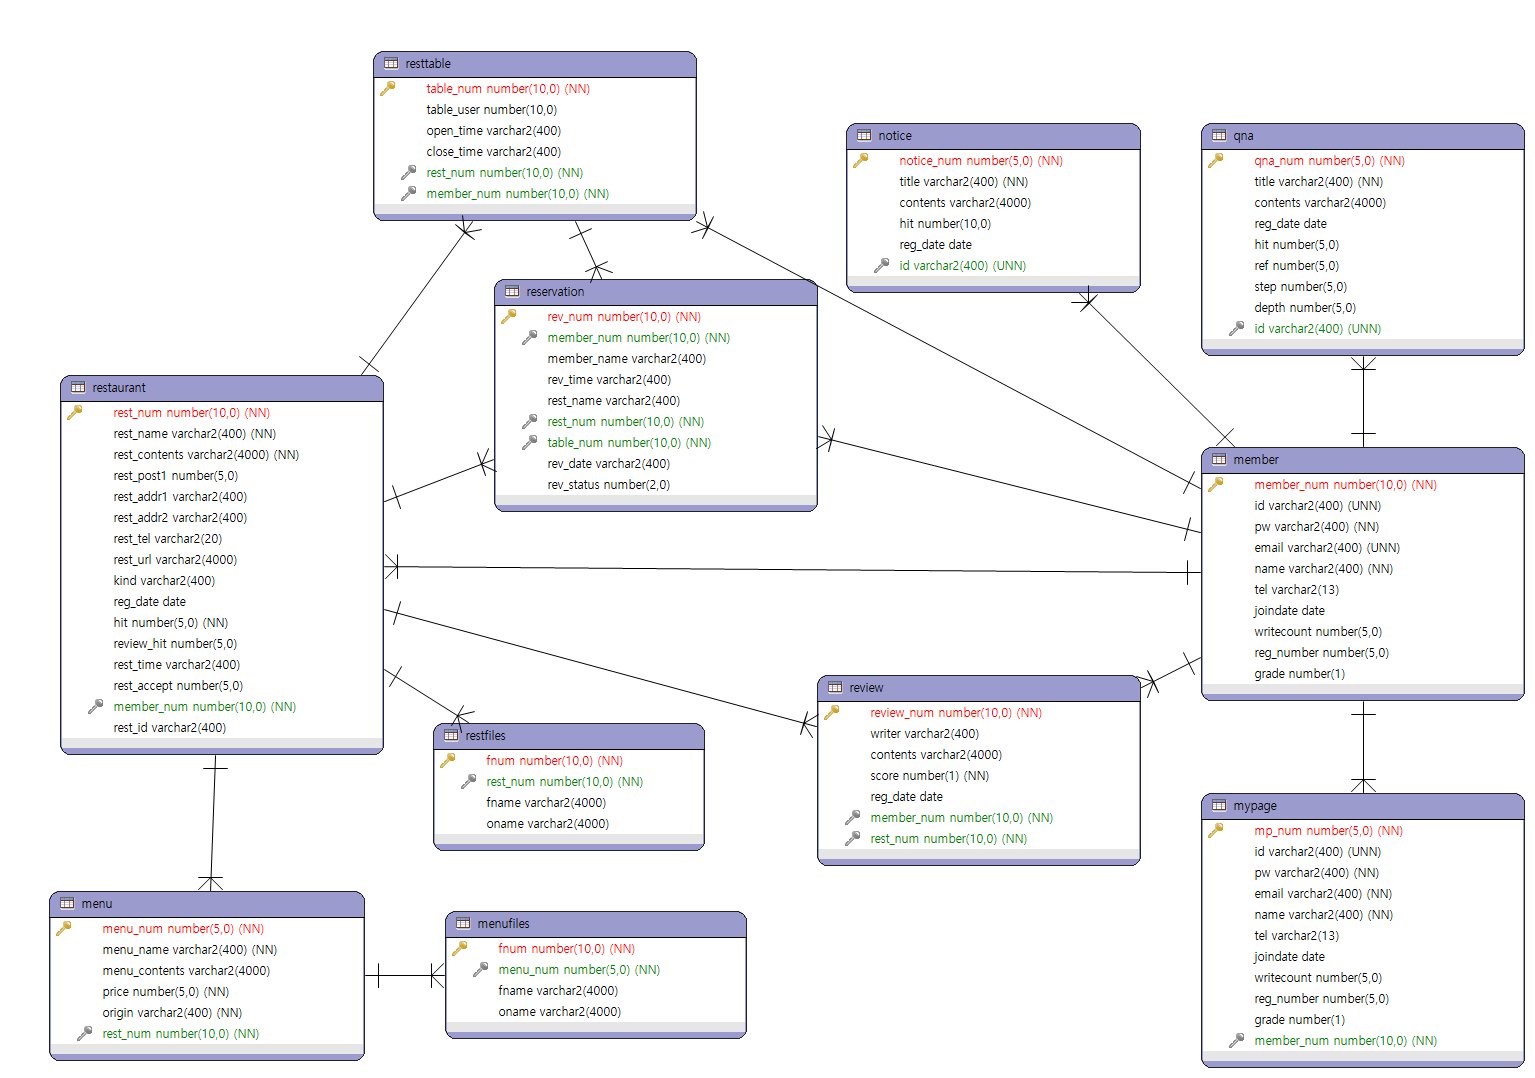 resttable
table_num number(10,0) (NN)
table_user number(10,0)
open_time varchar2(400)
close_time varchar2(400)
rest_num number(10,0) (NN)
member_num number(10,0) (NN)
notice
notice_num number(5,0) (NN)
title varchar2(400) (NN)
contents varchar2(4000)
hit number(10,0)
reg_date date
id varchar2(400) (UNN)
qna
qna_num number(5,0) (NN)
title varchar2(400) (NN)
contents varchar2(4000)
reg_date date
hit number(5,0)
ref number(5,0)
step number(5,0)
depth number(5,0)
id varchar2(400) (UNN)
reservation
rev_num number(10,0) (NN)
member_num number(10,0) (NN)
member_name varchar2(400)
rev_time varchar2(400)
rest_name varchar2(400)
rest_num number(10,0) (NN)
table_num number(10,0) (NN)
rev_date varchar2(400)
rev_status number(2,0)
restaurant
rest_num number(10,0) (NN)
rest_name varchar2(400) (NN)
rest_contents varchar2(4000) (NN)
rest_post1 number(5,0)
rest_addr1 varchar2(400)
rest_addr2 varchar2(400)
rest_tel varchar2(20)
rest_url varchar2(4000)
kind varchar2(400)
reg_date date
hit number(5,0) (NN)
review_hit number(5,0)
rest_time varchar2(400)
rest_accept number(5,0)
member_num number(10,0) (NN)
rest_id varchar2(400)
member
member_num number(10,0) (NN)
id varchar2(400) (UNN)
pw varchar2(400) (NN)
email varchar2(400) (UNN)
name varchar2(400) (NN)
tel varchar2(13)
joindate date
writecount number(5,0)
reg_number number(5,0)
grade number(1)
review
review_num number(10,0) (NN)
writer varchar2(400)
contents varchar2(4000)
score number(1) (NN)
reg_date date
member_num number(10,0) (NN)
rest_num number(10,0) (NN)
restfiles
fnum number(10,0) (NN)
rest_num number(10,0) (NN)
fname varchar2(4000)
oname varchar2(4000)
mypage
mp_num number(5,0) (NN)
id varchar2(400) (UNN)
pw varchar2(400) (NN)
email varchar2(400) (NN)
name varchar2(400) (NN)
tel varchar2(13)
joindate date
writecount number(5,0)
reg_number number(5,0)
grade number(1)
member_num number(10,0) (NN)
menu
menu_num number(5,0) (NN)
menu_name varchar2(400) (NN)
menu_contents varchar2(4000)
price number(5,0) (NN)
origin varchar2(400) (NN)
rest_num number(10,0) (NN)
menufiles
fnum number(10,0) (NN)
menu_num number(5,0) (NN)
fname varchar2(4000)
oname varchar2(4000)